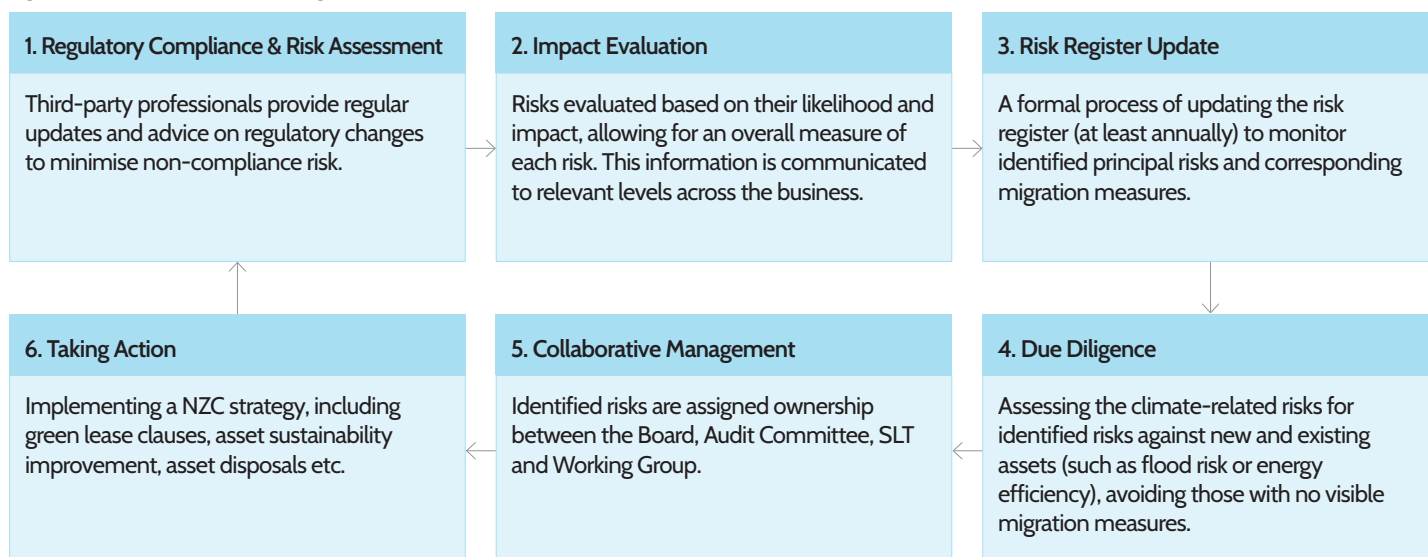 1. Regulatory Compliance & Risk Assessment
Third-party professionals provide regular
updates and advice on regulatory changes
to minimise non-compliance risk.
2. Impact Evaluation
Risks evaluated based on their likelihood and
impact, allowing for an overall measure of
each risk. This information is communicated
to relevant levels across the business.
3. Risk Register Update
A formal process of updating the risk
register (at least annually) to monitor
identified principal risks and corresponding
migration measures.
4. Due Diligence
Assessing the climate-related risks for
identified risks against new and existing
assets (such as flood risk or energy
efficiency), avoiding those with no visible
migration measures.
5. Collaborative Management
Identified risks are assigned ownership
between the Board, Audit Committee, SLT
and Working Group.
6. Taking Action
Implementing a NZC strategy, including
green lease clauses, asset sustainability
improvement, asset disposals etc.